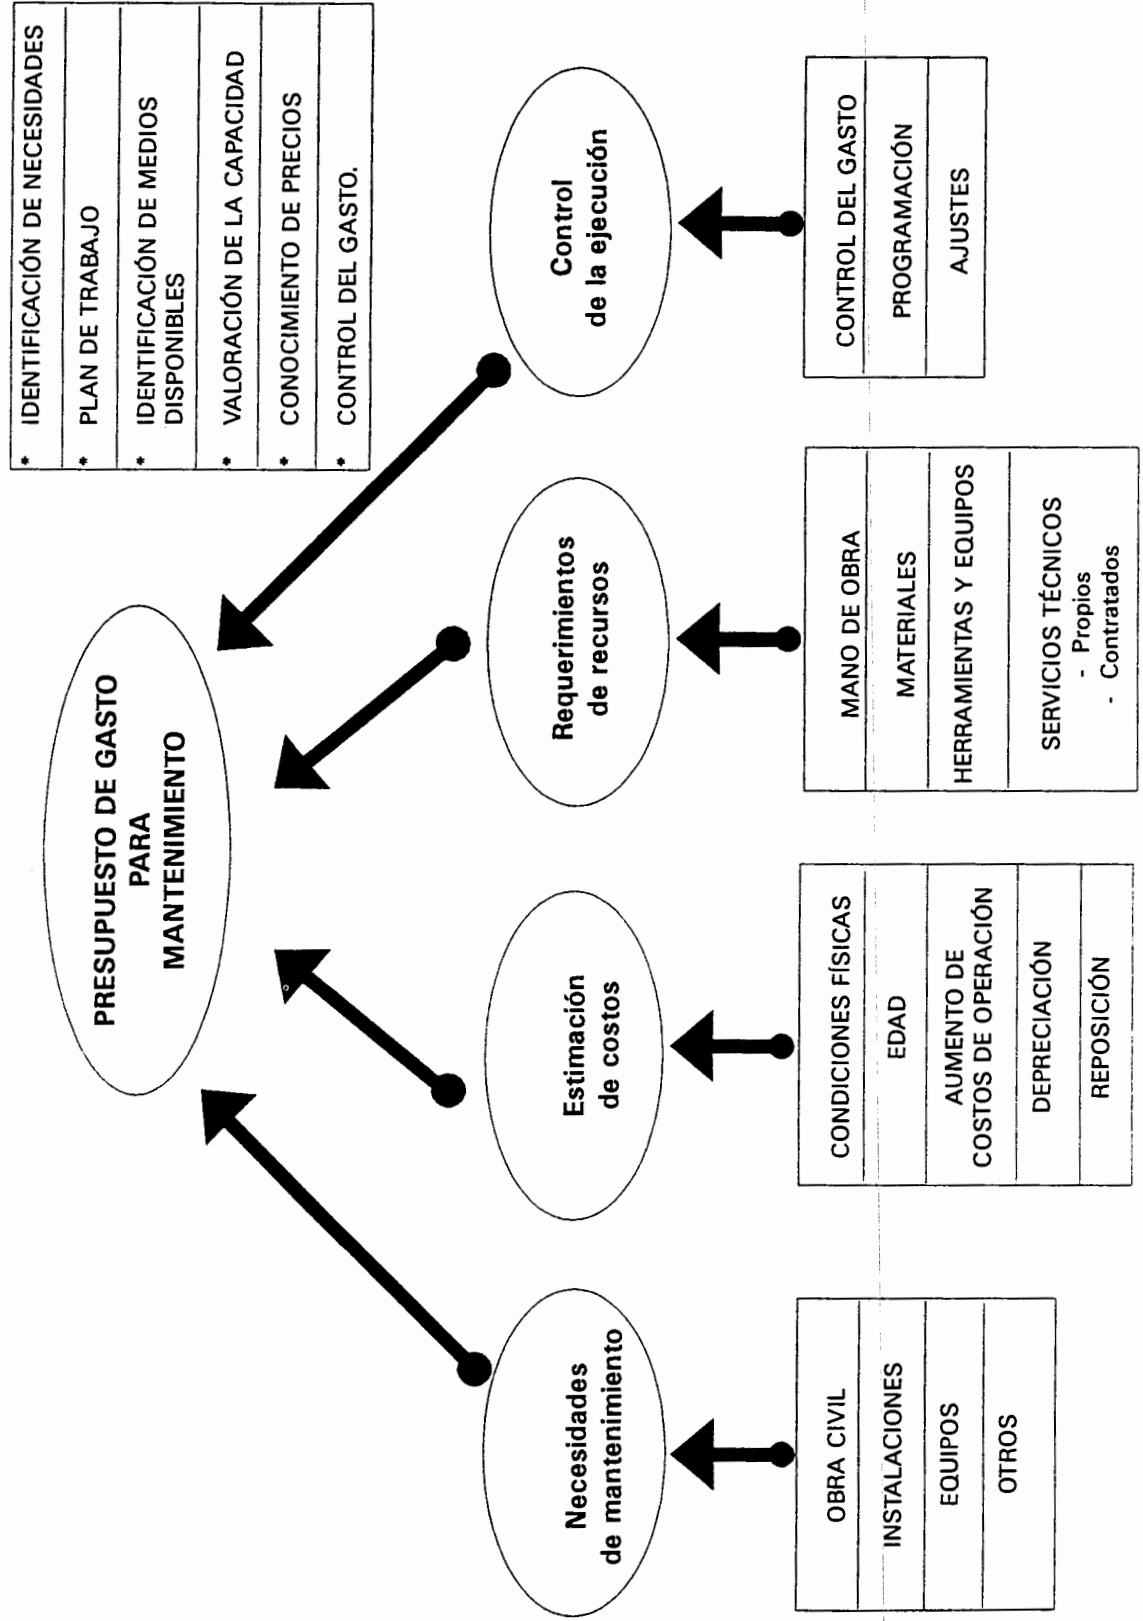 * IDENTIFICACIÓN DE NECESIDADES
* PLAN DE TRABAJO
* IDENTIFICACIÓN DE MEDIOS
DISPONIBLES
* VALORACIÓN DE LA CAPACIDAD
* CONOCIMIENTO DE PRECIOS
* CONTROL DEL GASTO.
PRESUPUESTO DE GASTO
PARA
MANTENIMIENTO
Necesidades
de mantenimiento
Estimación
de costos
Requerimientos
de recursos
Control
de la ejecución
OBRA CIVIL
INSTALACIONES
EQUIPOS
OTROS
CONDICIONES FÍSICAS
EDAD
AUMENTO DE
COSTOS DE OPERACIÓN
DEPRECIACIÓN
REPOSICIÓN
MANO DE OBRA
MATERIALES
HERRAMIENTAS Y EQUIPOS
SERVICIOS TÉCNICOS
- Propios
- Contratados
CONTROL DEL GASTO
PROGRAMACIÓN
AJUSTES